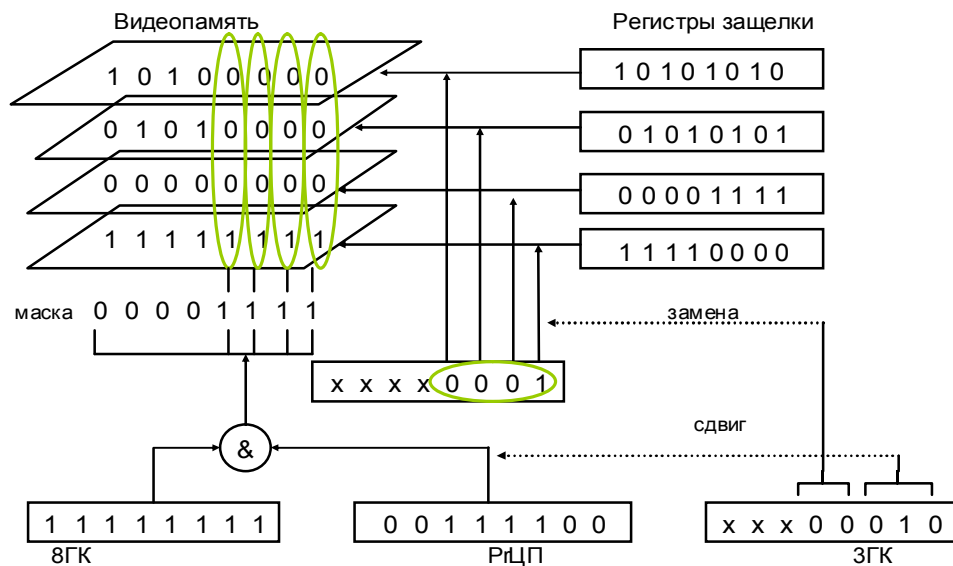 Видеопамять Регистры защелки
1 0 1 0 0 0 0 0 1 0 1 0 1 0 1 0
0 1 0 1 0 0 0 0 0 1 0 1 0 1 0 1
0 0 0 0 0 0 0 0 0 0 0 0 1 1 1 1
1 1 1 1 1 1 1 1 1 1 1 1 0 0 0 0
маска 0 0 0 0 1 1 1 1 замена
x x x x 0 0 0 1
& сдвиг
1 1 1 1 1 1 1 1 0 0 1 1 1 1 0 0 x x x 0 0 0 1 0
8ГК РгЦП 3ГК